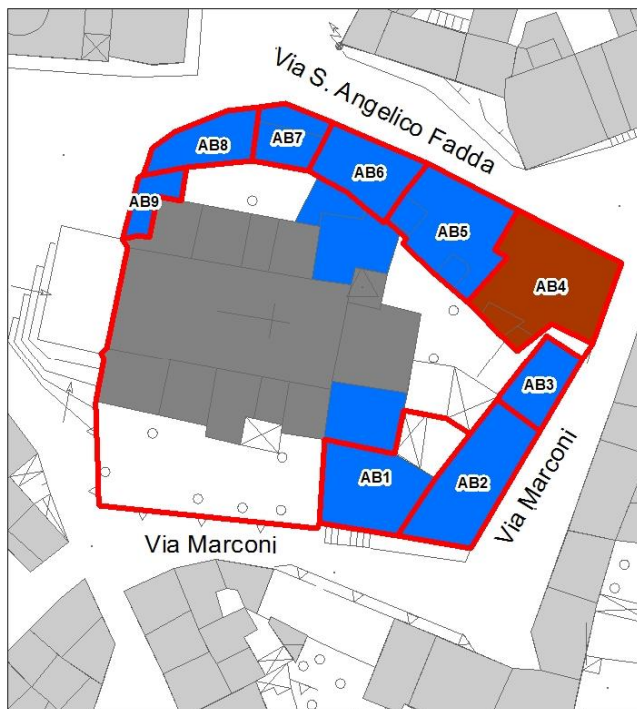 Via S. Angelico Fadda
AB7
AB8
AB6
AB9
AB5
AB4
AB3
AB1
AB2
Via Marconi
Via Marconi